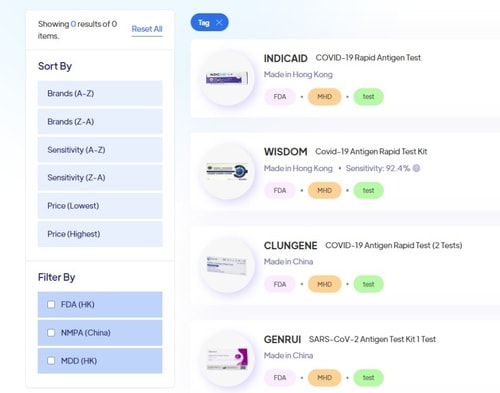 Showing 0 results of 0
items.
Reset All
Sort By
Brands (A-Z)
Brands (Z-A)
Sensitivity (A-Z)
Sensitivity (Z-A)
Price (Lowest)
Price (Highest)
Filter By
FDA (HK)
NMPA (China)
MDD (HK)
Tag
INDICAID COVID-19 Rapid Antigen Test
Made in Hong Kong
FDA • MHD • test
WISDOM Covid-19 Antigen Rapid Test Kit
Made in Hong Kong • Sensitivity: 92.4%
FDA • MHD • test
CLUNGENE COVID-19 Antigen Rapid Test (2 Tests)
Made in China
FDA • MHD • test
GENRUI SARS-CoV-2 Antigen Test Kit 1 Test
Made in China
FDA • MHD • test